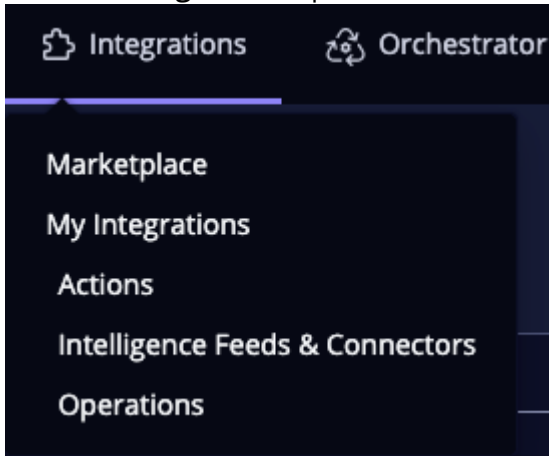 Integrations
Orchestrator
Marketplace
My Integrations
Actions
Intelligence Feeds & Connectors
Operations